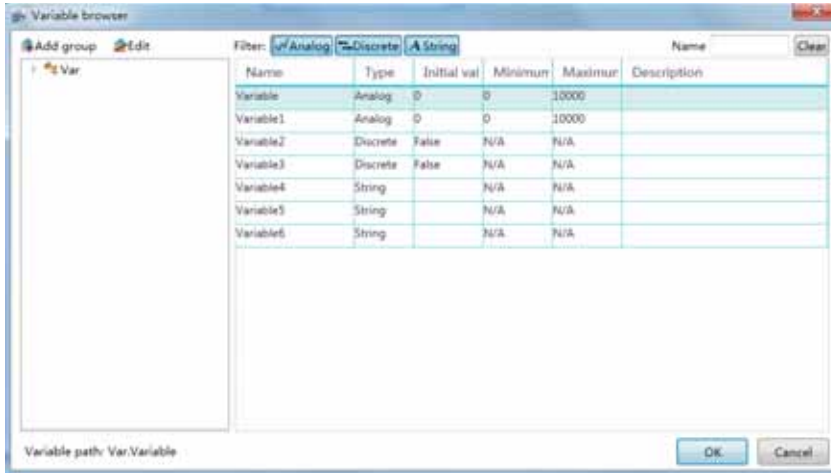 Variable browser
Add group Edit Filter: Analog Discrete A String Name Clear
Var
Name Type Initial val Minimun Maximur Description
Variable Analog 0 0 10000
Variable1 Analog 0 0 10000
Variable2 Discrete False N/A N/A
Variable3 Discrete False N/A N/A
Variable4 String N/A N/A
Variable5 String N/A N/A
Variable6 String N/A N/A
Variable path: Var.Variable OK Cancel